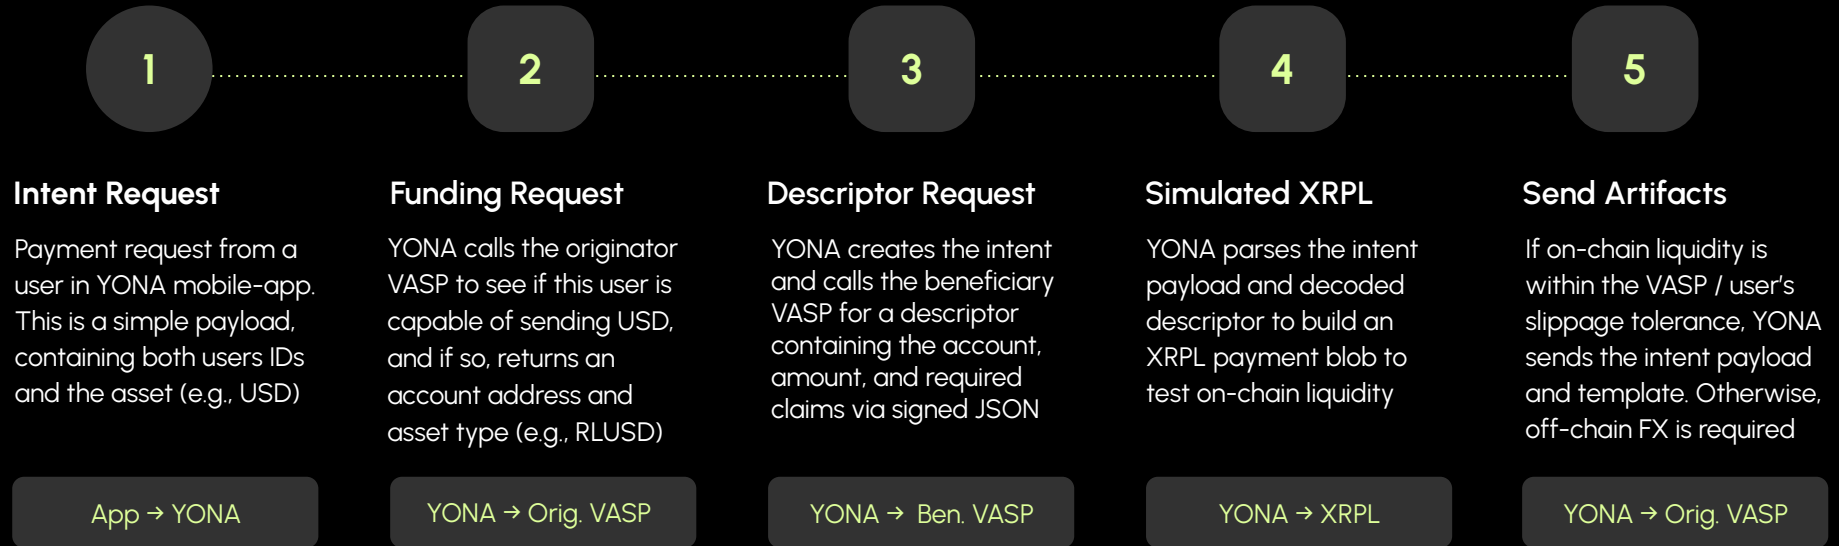 1
2
3
4
5
Intent Request
Payment request from a
user in YONA mobile-app.
This is a simple payload,
containing both users IDs
and the asset (e.g., USD)
App → YONA
Funding Request
YONA calls the originator
VASP to see if this user is
capable of sending USD,
and if so, returns an
account address and
asset type (e.g., RLUSD)
YONA → Orig. VASP
Descriptor Request
YONA creates the intent
and calls the beneficiary
VASP for a descriptor
containing the account,
amount, and required
claims via signed JSON
YONA → Ben. VASP
Simulated XRPL
YONA parses the intent
payload and decoded
descriptor to build an
XRPL payment blob to
test on-chain liquidity
YONA → XRPL
Send Artifacts
If on-chain liquidity is
within the VASP / user’s
slippage tolerance, YONA
sends the intent payload
and template. Otherwise,
off-chain FX is required
YONA → Orig. VASP